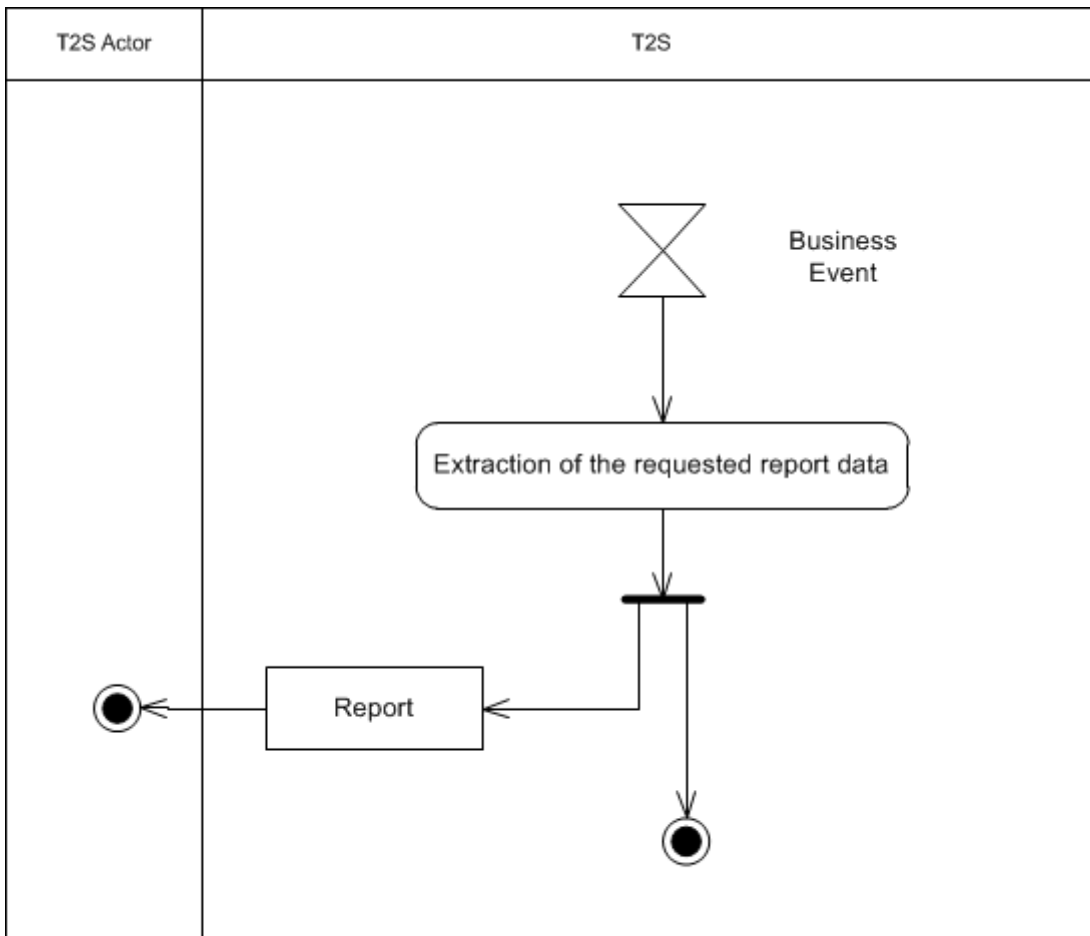 T2S Actor
T2S
Business
Event
Extraction of the requested report data
Report